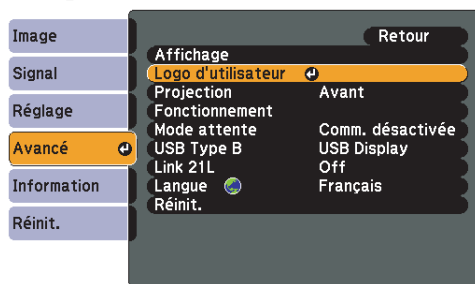 Image
Signal
Réglage
Avancé
Information
Réinit.
Retour
Affichage
Logo d'utilisateur
Projection Avant
Fonctionnement
Mode attente Comm. désactivée
USB Type B USB Display
Link 21L Off
Langue Français
Réinit.